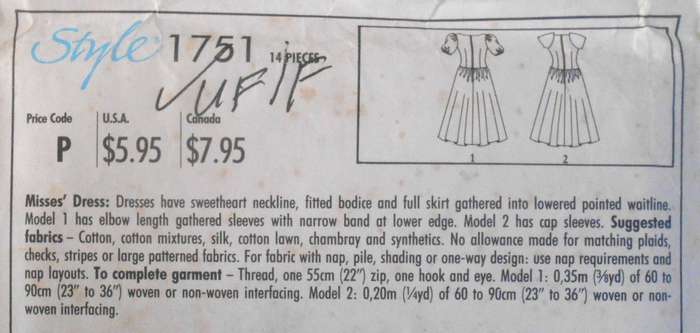 Style 1751 14 PIECES
Price Code U.S.A. Canada
P $5.95 $7.95
1 2
Misses' Dress: Dresses have sweetheart neckline, fitted bodice and full skirt gathered into lowered pointed waitline.
Model 1 has elbow length gathered sleeves with narrow band at lower edge. Model 2 has cap sleeves. Suggested
fabrics – Cotton, cotton mixtures, silk, cotton lawn, chambray and synthetics. No allowance made for matching plaids,
checks, stripes or large patterned fabrics. For fabric with nap, pile, shading or one-way design: use nap requirements and
nap layouts. To complete garment – Thread, one 55cm (22") zip, one hook and eye. Model 1: 0,35m (⅜yd) of 60 to
90cm (23" to 36") woven or non-woven interfacing. Model 2: 0,20m (¼yd) of 60 to 90cm (23" to 36") woven or non-
woven interfacing.